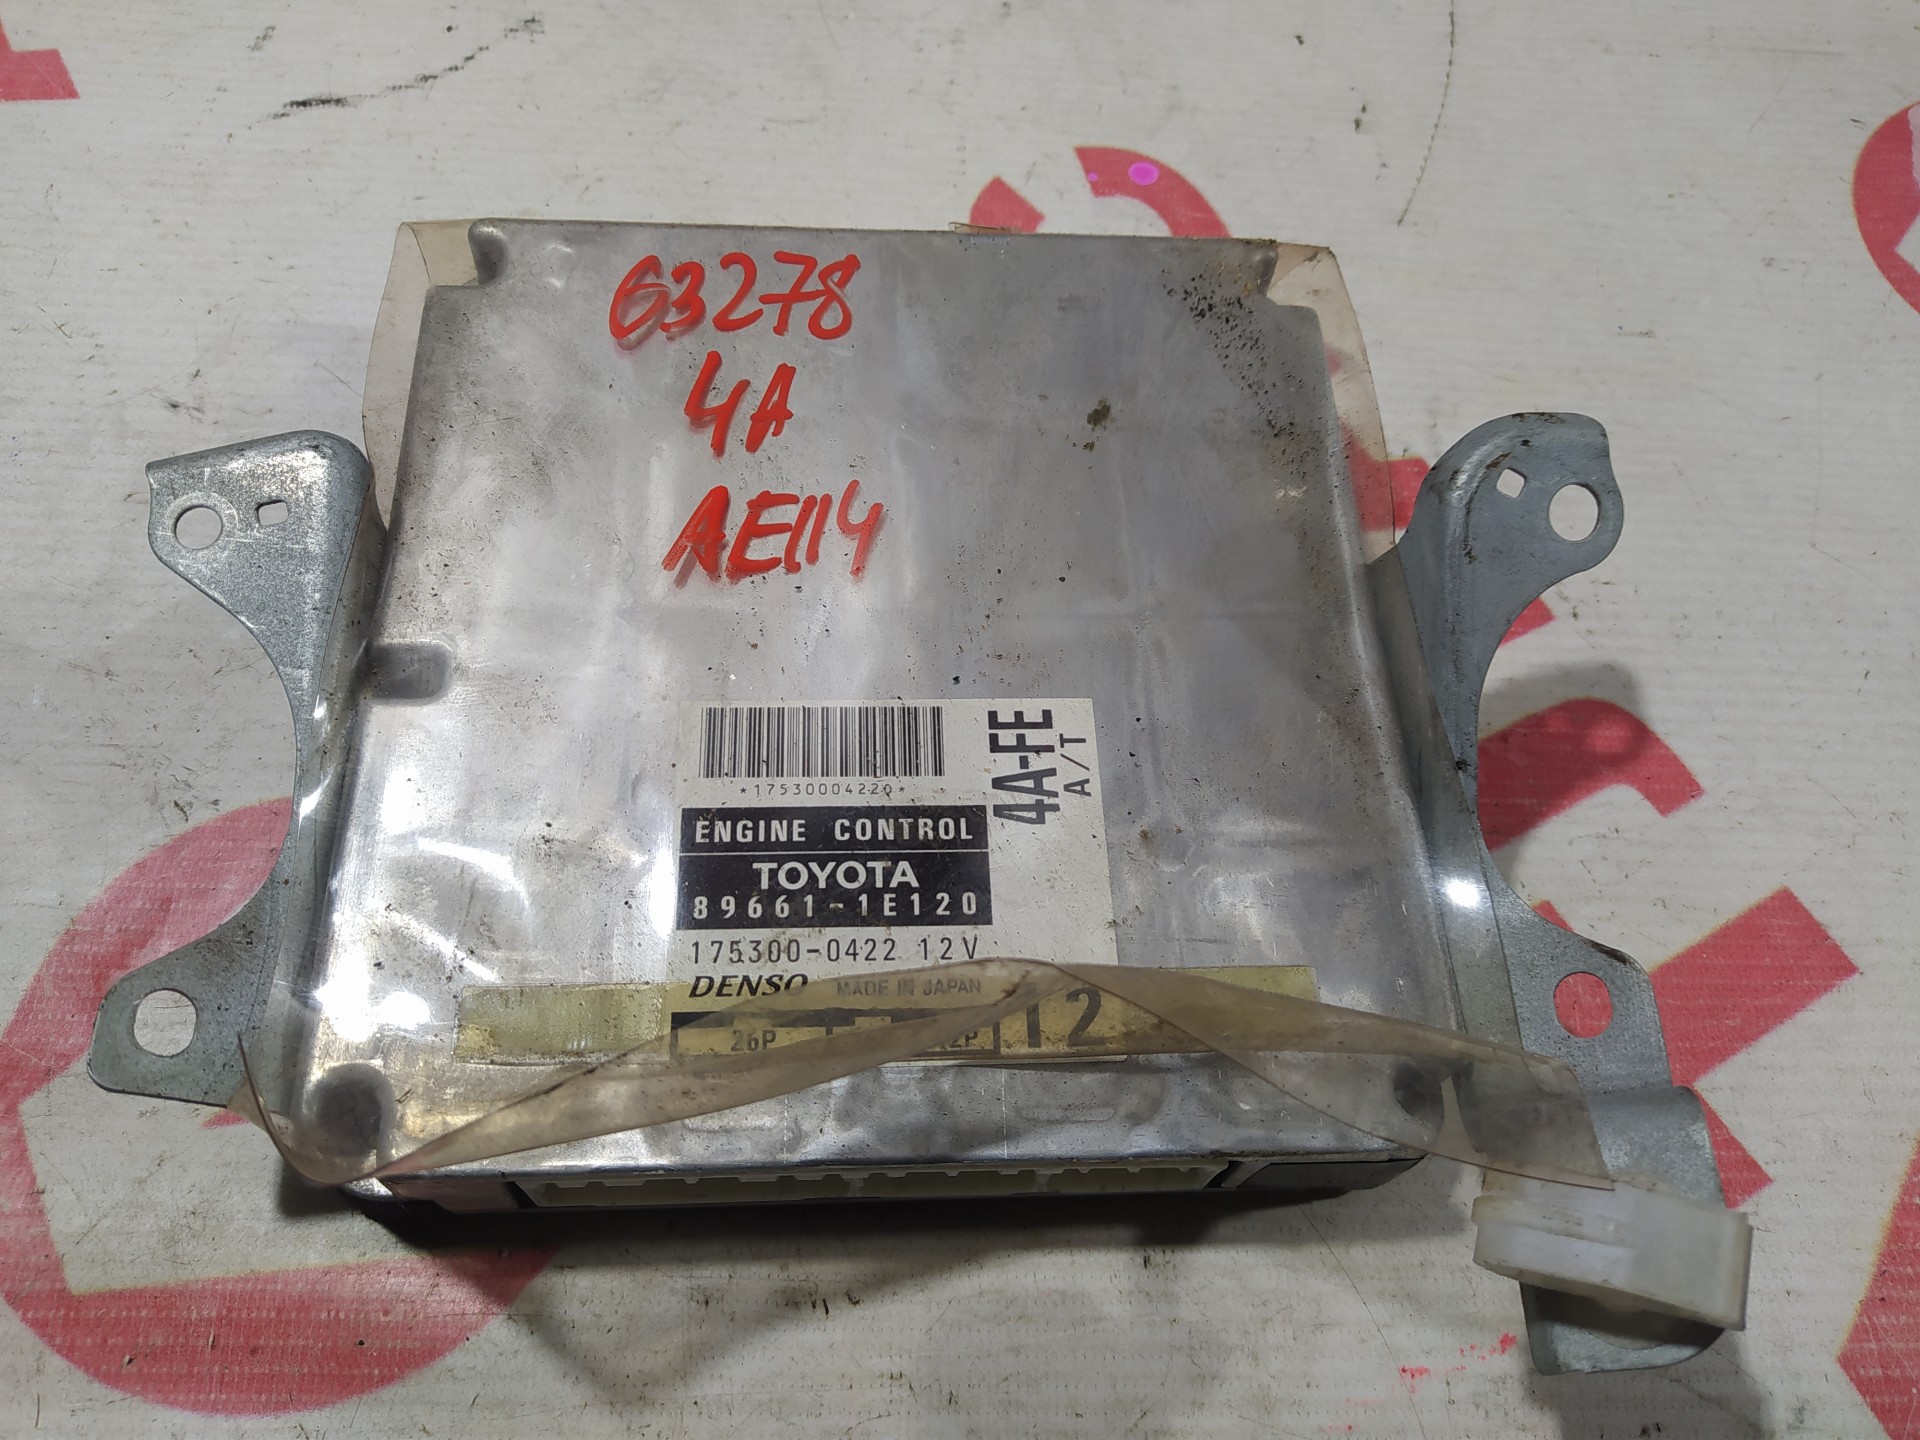 63278
4A
AE114
*17530004220*
4A-FE
A/T
ENGINE CONTROL
TOYOTA
89661-1E120
175300-0422 12V
DENSO MADE IN JAPAN
26P 12